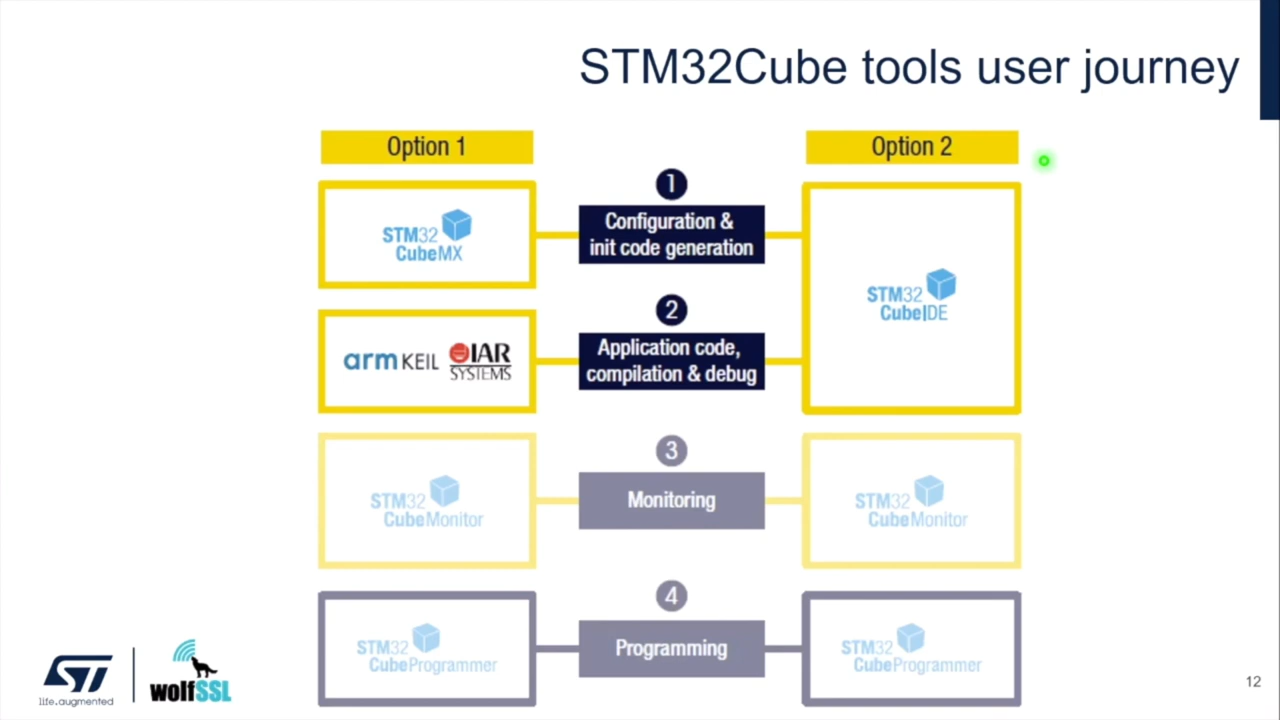 STM32Cube tools user journey
Option 1
Option 2
1
Configuration &
init code generation
STM32
CubeMX
STM32
CubeIDE
2
Application code,
compilation & debug
arm KEIL
IAR
SYSTEMS
3
Monitoring
STM32
CubeMonitor
STM32
CubeMonitor
4
Programming
STM32
CubeProgrammer
STM32
CubeProgrammer
ST
life.augmented
wolfSSL
12